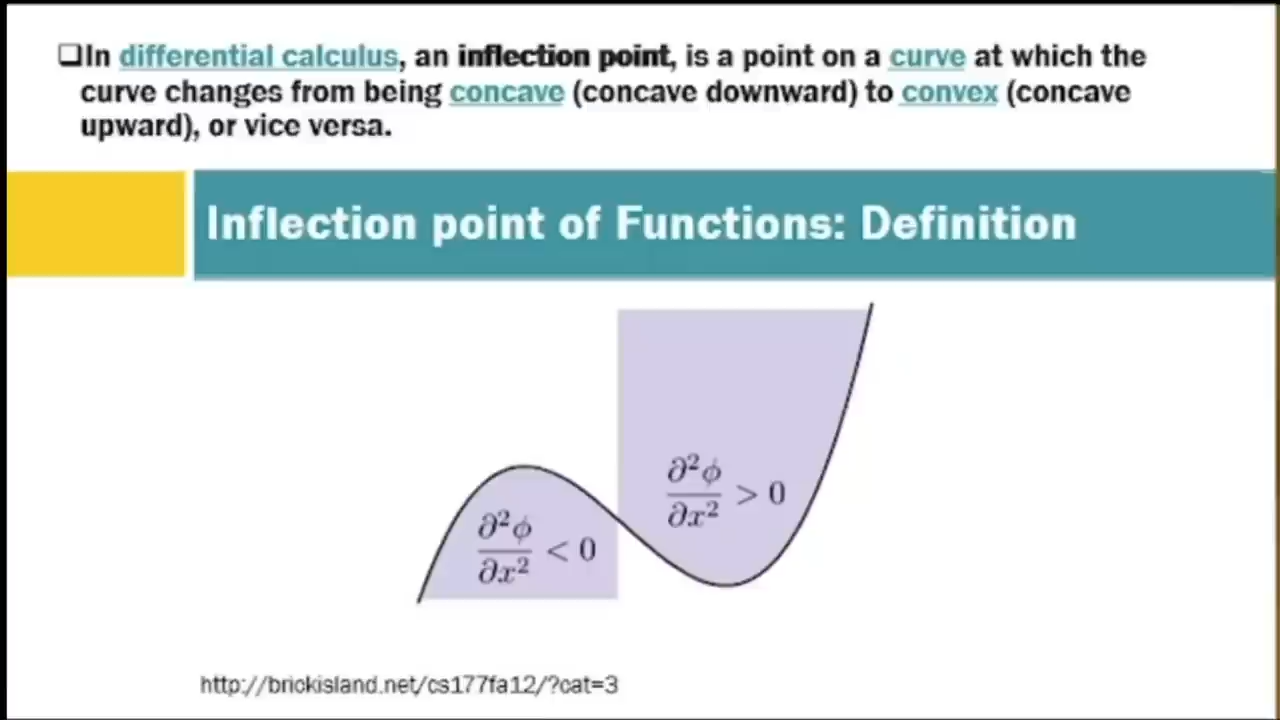 ❑In differential calculus, an inflection point, is a point on a curve at which the
curve changes from being concave (concave downward) to convex (concave
upward), or vice versa.
Inflection point of Functions: Definition
∂²ϕ/∂x² > 0
∂²ϕ/∂x² < 0
http://brickisland.net/cs177fa12/?cat=3